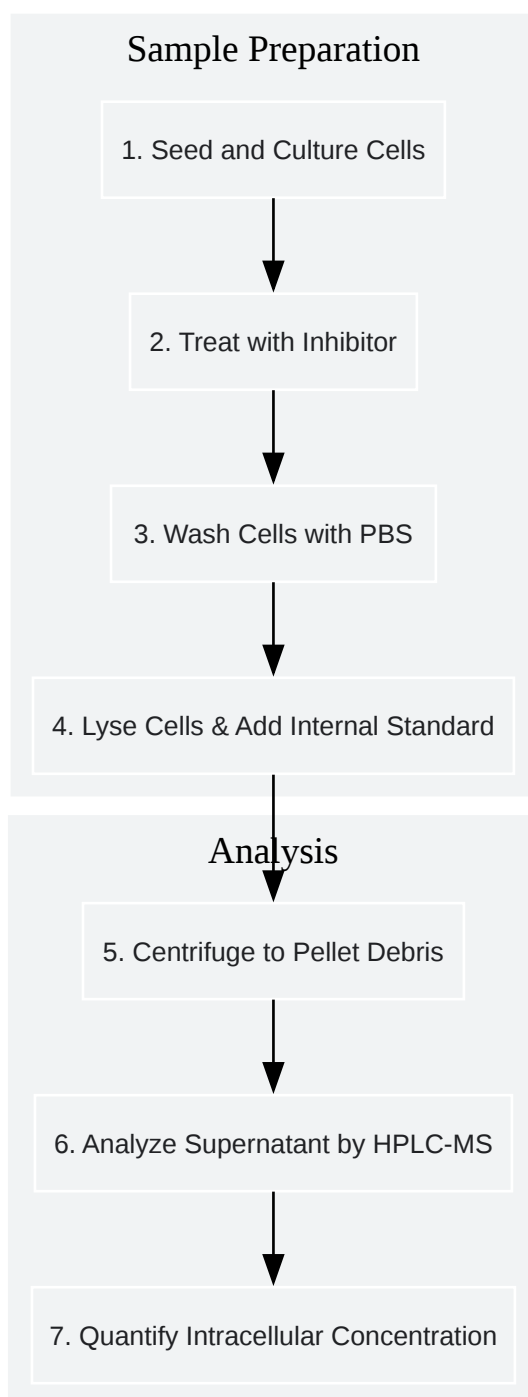 Sample Preparation
1. Seed and Culture Cells
2. Treat with Inhibitor
3. Wash Cells with PBS
4. Lyse Cells & Add Internal Standard
Analysis
5. Centrifuge to Pellet Debris
6. Analyze Supernatant by HPLC-MS
7. Quantify Intracellular Concentration